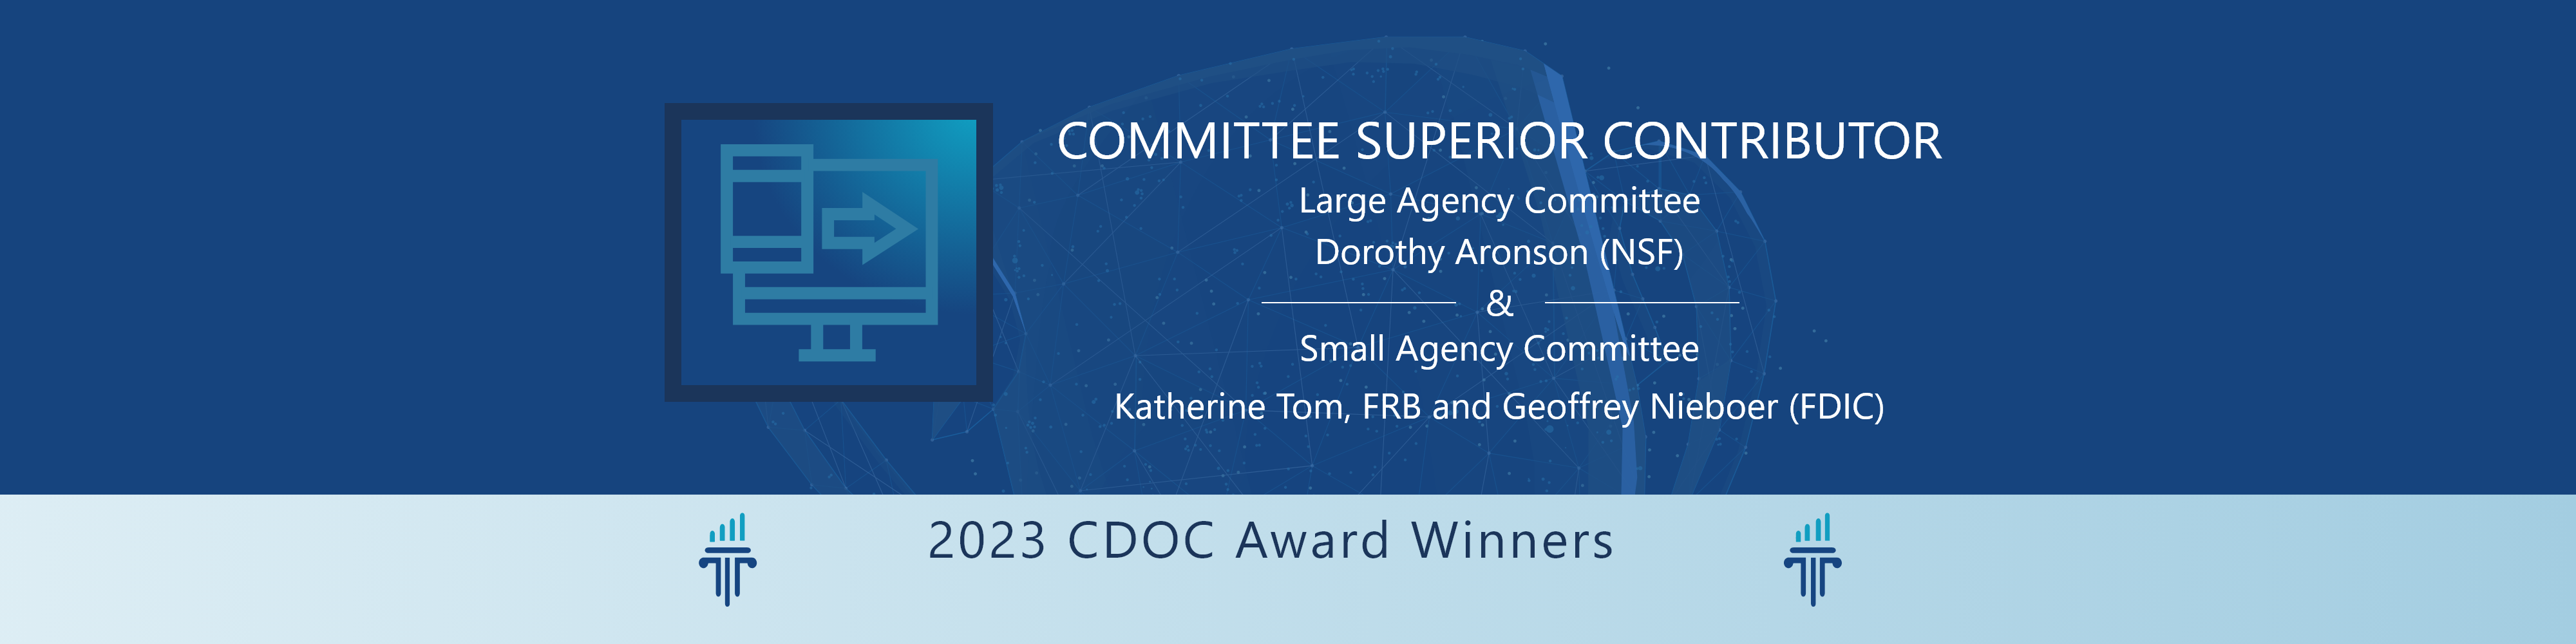 COMMITTEE SUPERIOR CONTRIBUTOR
Large Agency Committee
Dorothy Aronson (NSF)
&
Small Agency Committee
Katherine Tom, FRB and Geoffrey Nieboer (FDIC)
2023 CDOC Award Winners